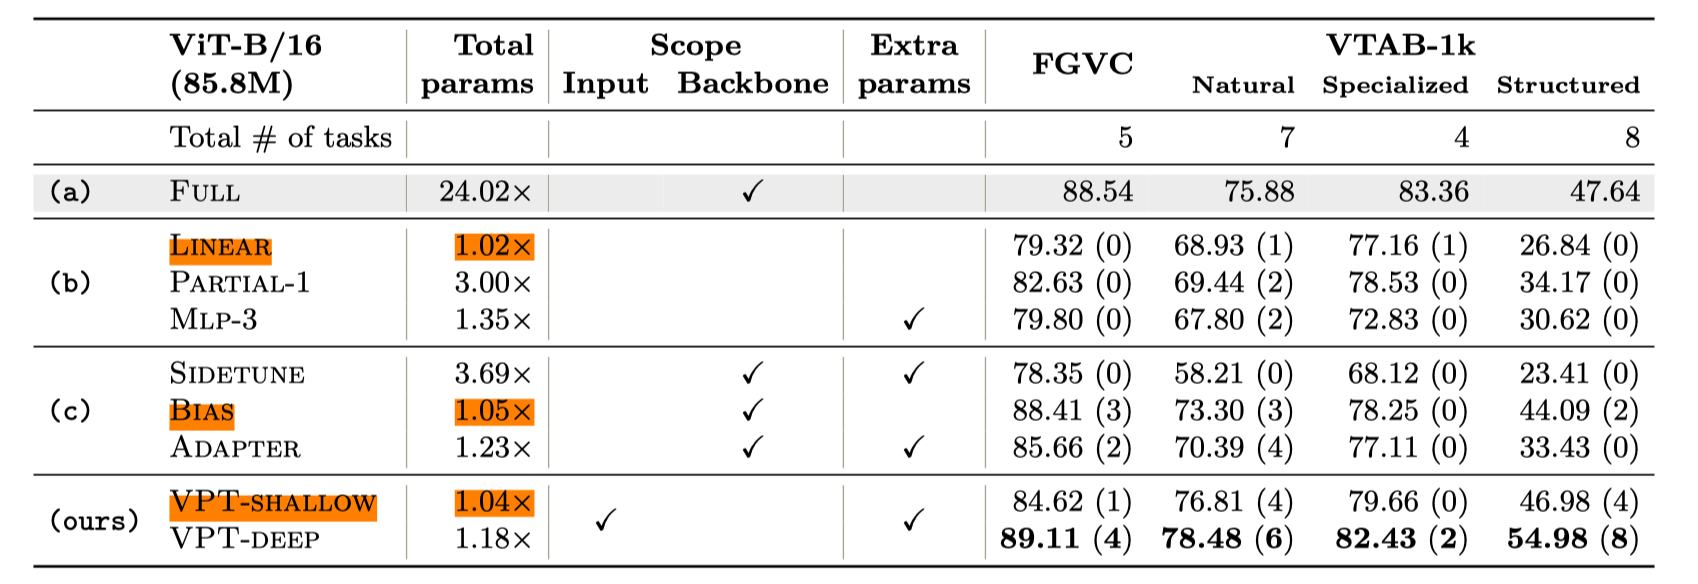 ViT-B/16 Total Scope Extra FGVC VTAB-1k
(85.8M) params Input Backbone params Natural Specialized Structured
Total # of tasks 5 7 4 8
(a) FULL 24.02× ✓ 88.54 75.88 83.36 47.64
LINEAR 1.02× 79.32 (0) 68.93 (1) 77.16 (1) 26.84 (0)
(b) PARTIAL-1 3.00× 82.63 (0) 69.44 (2) 78.53 (0) 34.17 (0)
MLP-3 1.35× ✓ 79.80 (0) 67.80 (2) 72.83 (0) 30.62 (0)
SIDETUNE 3.69× ✓ ✓ 78.35 (0) 58.21 (0) 68.12 (0) 23.41 (0)
(c) BIAS 1.05× ✓ 88.41 (3) 73.30 (3) 78.25 (0) 44.09 (2)
ADAPTER 1.23× ✓ ✓ 85.66 (2) 70.39 (4) 77.11 (0) 33.43 (0)
(ours) VPT-SHALLOW 1.04× ✓ ✓ 84.62 (1) 76.81 (4) 79.66 (0) 46.98 (4)
VPT-DEEP 1.18× 89.11 (4) 78.48 (6) 82.43 (2) 54.98 (8)